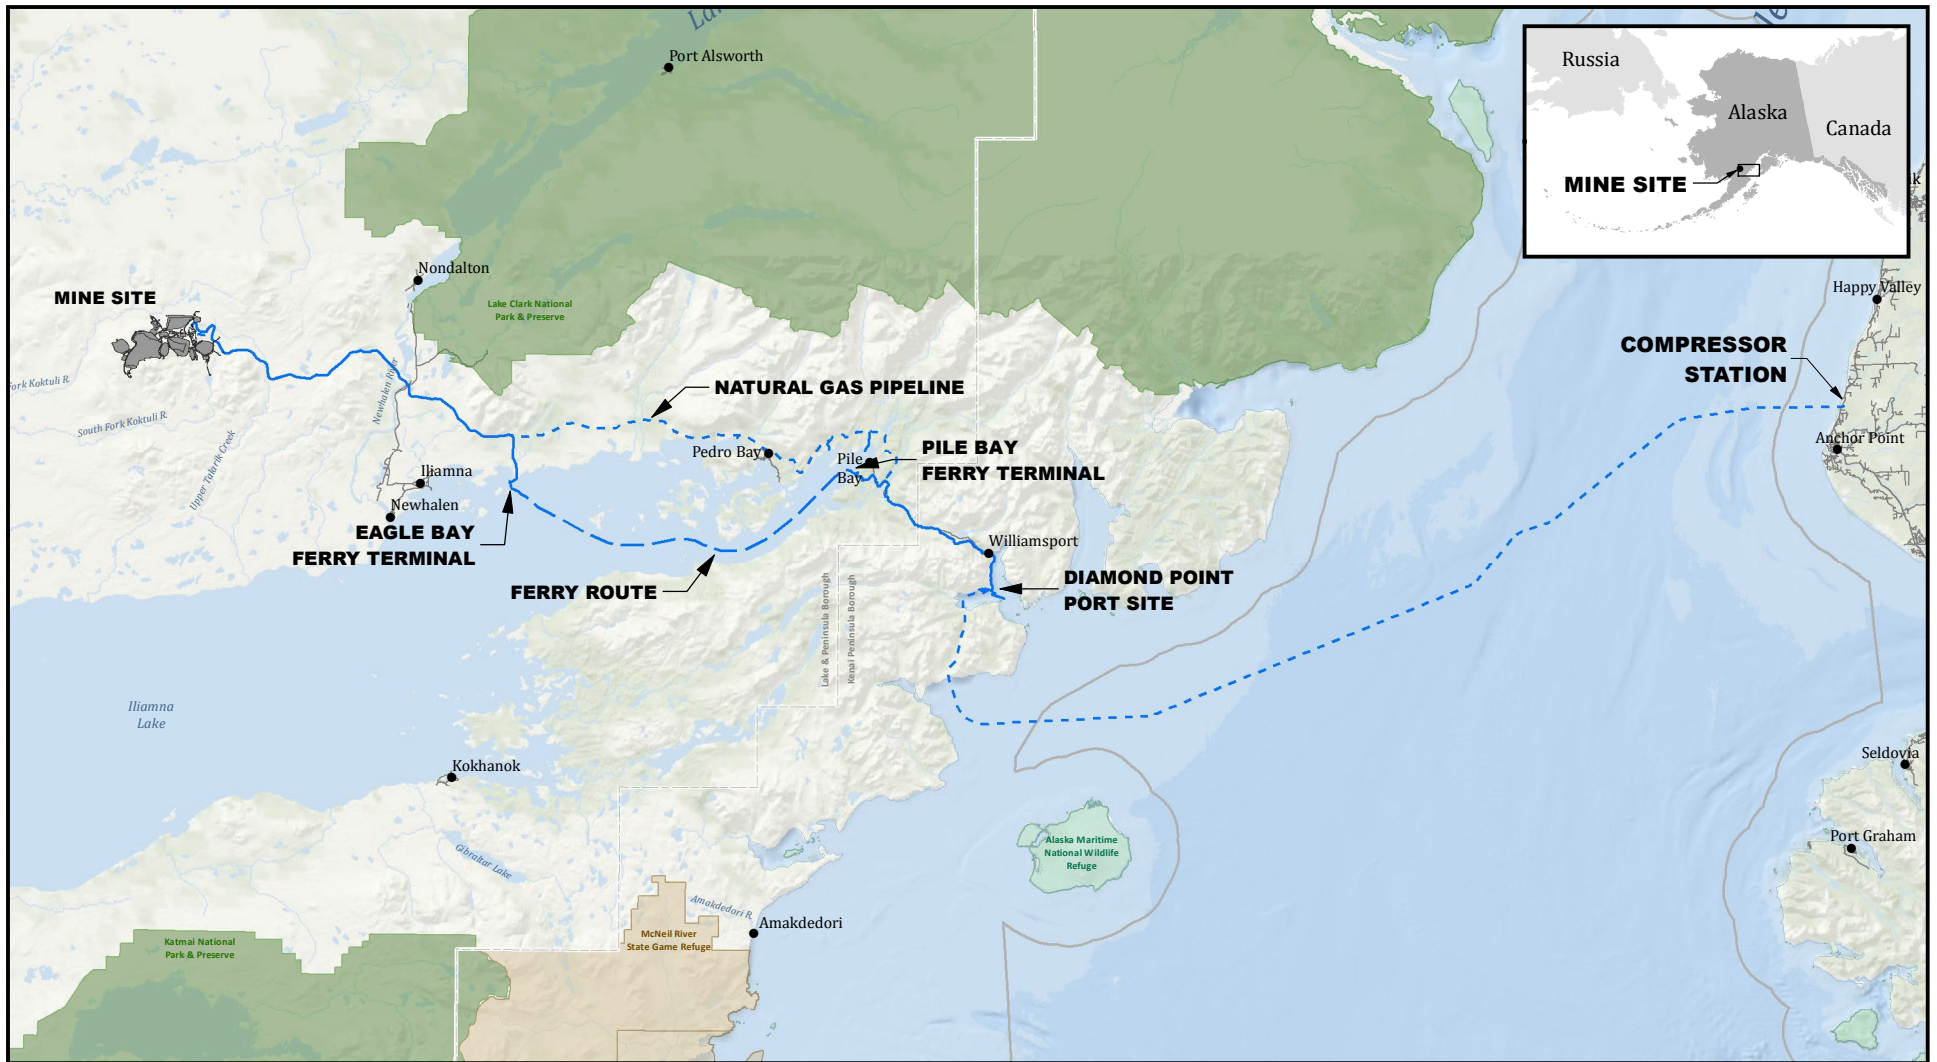 La
Port Alsworth
Russia
Alaska
Canada
MINE SITE
Nondalton
MINE SITE
Lake Clark National
Park & Preserve
Happy Valley
COMPRESSOR
STATION
Fork Koktuli R.
South Fork Koktuli R.
Upper Talarik Creek
Newhalen River
NATURAL GAS PIPELINE
Anchor Point
Pedro Bay
Pile
Bay
PILE BAY
FERRY TERMINAL
Iliamna
Newhalen
EAGLE BAY
FERRY TERMINAL
Williamsport
FERRY ROUTE
DIAMOND POINT
PORT SITE
Lake & Peninsula Borough
Kenai Peninsula Borough
Iliamna
Lake
Kokhanok
Seldovia
Port Graham
Alaska Maritime
National Wildlife
Refuge
Gibraltar Lake
Amakdedori R.
Amakdedori
McNeil River
State Game Refuge
Katmai National
Park & Preserve